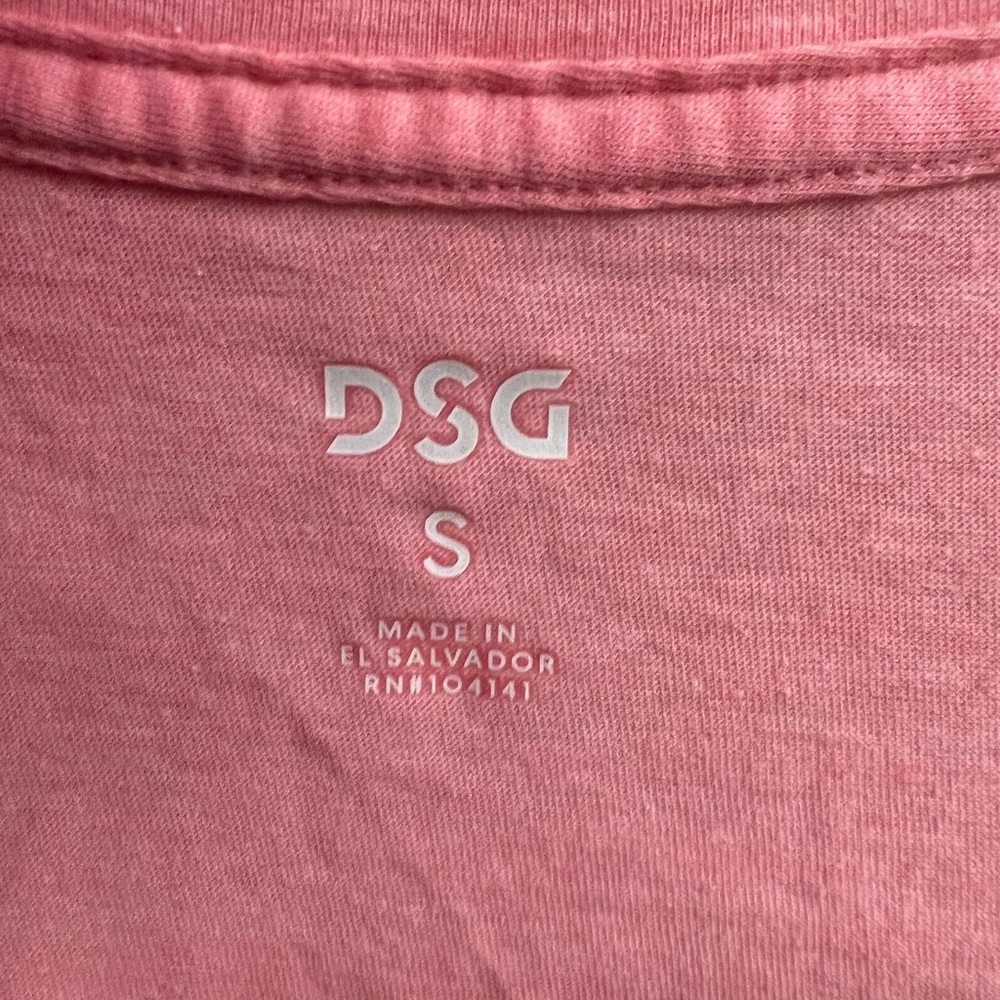 DSG
S
MADE IN
EL SALVADOR
RN#104141